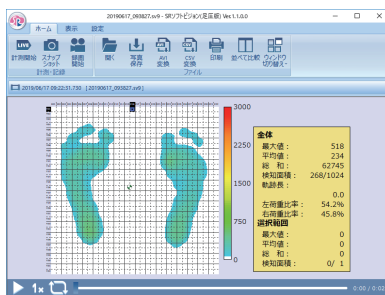 20190617_093827.sv9 - SRソフトビジョン(足圧版) Ver.1.1.0.0
ホーム 表示 設定
LIVE
計測開始 スナップショット 録画開始 開く 写真保存 AVI変換 CSV変換 印刷 並べて比較 ウィンドウ切り替え
計測・記録 ファイル
2019/06/17 09:22:51.730 [20190617_093827.sv9]
3000
2250
1500
750
0
全体
最大値: 518
平均値: 234
総 和: 62745
検知面積: 268/1024
軌跡長:
0.0
左荷重比率: 54.2%
右荷重比率: 45.8%
選択範囲
最大値: 0
平均値: 0
総 和: 0
検知面積: 0/ 1
1x
0:00 / 0:02